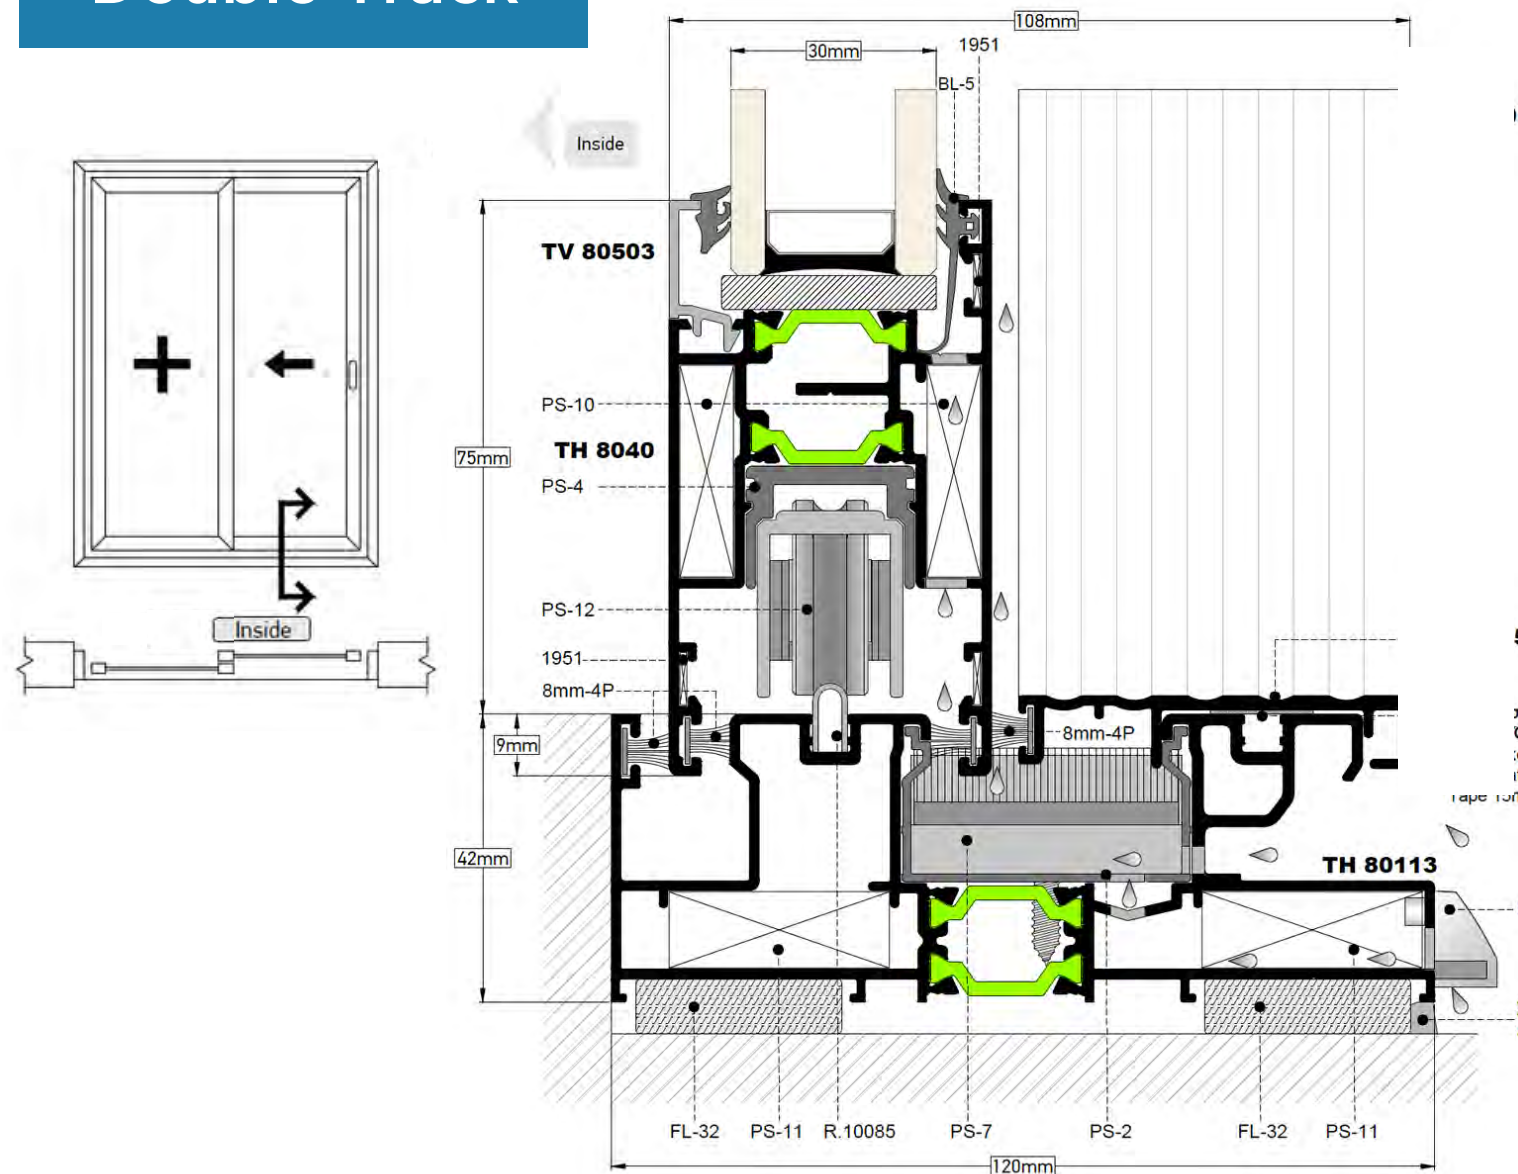 Double Track
108mm
30mm
1951
BL-5
Inside
TV 80503
PS-10
TH 8040
75mm
PS-4
PS-12
Inside
1951
8mm-4P
9mm
8mm-4P
42mm
TH 80113
FL-32
PS-11
R.10085
PS-7
PS-2
FL-32
PS-11
120mm